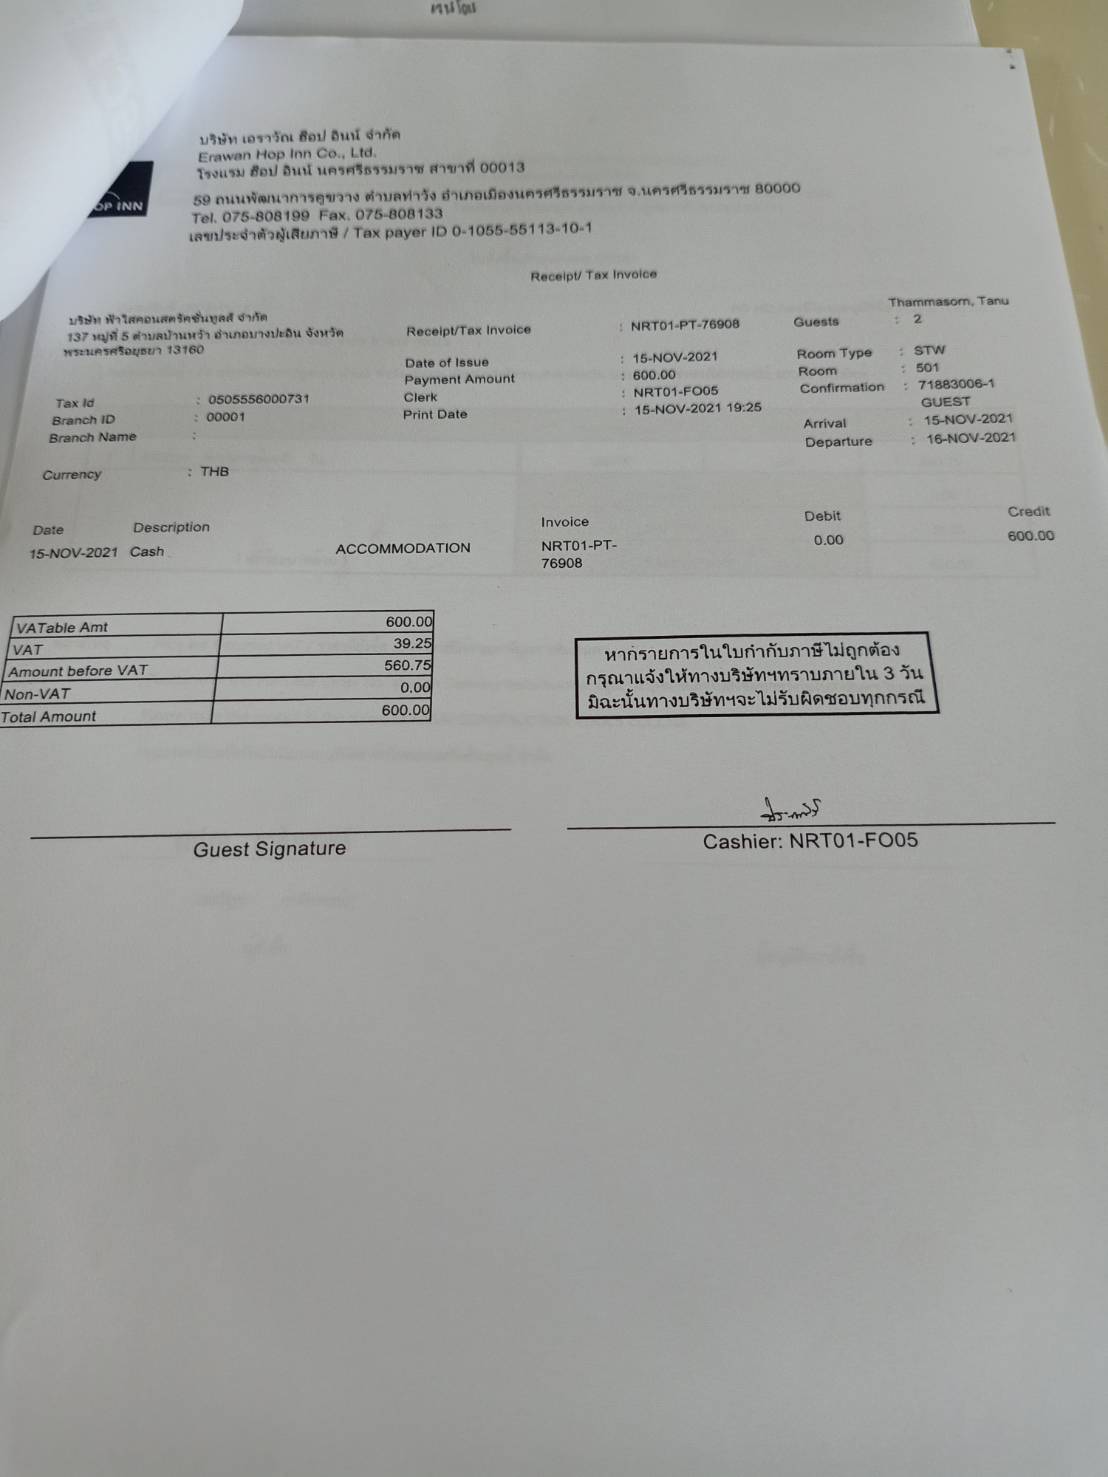 บริษัท เอราวัณ ฮ๊อป อินน์ จำกัด
Erawan Hop Inn Co., Ltd.
โรงแรม ฮ๊อป อินน์ นครศรีธรรมราช สาขาที่ 00013
59 ถนนพัฒนาการคูขวาง ตำบลท่าวัง อำเภอเมืองนครศรีธรรมราช จ.นครศรีธรรมราช 80000
Tel. 075-808199 Fax. 075-808133
เลขประจำตัวผู้เสียภาษี / Tax payer ID 0-1055-55113-10-1
OP INN
Receipt/ Tax Invoice
บริษัท ฟ้าใสคอนสตรัคชั่นทูลส์ จำกัด
137 หมู่ที่ 5 ตำบลบ้านหว้า อำเภอบางปะอิน จังหวัด
พระนครศรีอยุธยา 13160
Tax Id : 0505556000731
Branch ID : 00001
Branch Name :
Currency : THB
Receipt/Tax Invoice : NRT01-PT-76908
Date of Issue : 15-NOV-2021
Payment Amount : 600.00
Clerk : NRT01-FO05
Print Date : 15-NOV-2021 19:25
Thammasorn, Tanu
Guests : 2
Room Type : STW
Room : 501
Confirmation : 71883006-1
GUEST
Arrival : 15-NOV-2021
Departure : 16-NOV-2021
Date Description Invoice Debit Credit
15-NOV-2021 Cash ACCOMMODATION NRT01-PT- 0.00 600.00
76908
VATable Amt 600.00
VAT 39.25
Amount before VAT 560.75
Non-VAT 0.00
Total Amount 600.00
หากรายการในใบกำกับภาษีไม่ถูกต้อง
กรุณาแจ้งให้ทางบริษัทฯทราบภายใน 3 วัน
มิฉะนั้นทางบริษัทฯจะไม่รับผิดชอบทุกกรณี
Guest Signature
Cashier: NRT01-FO05